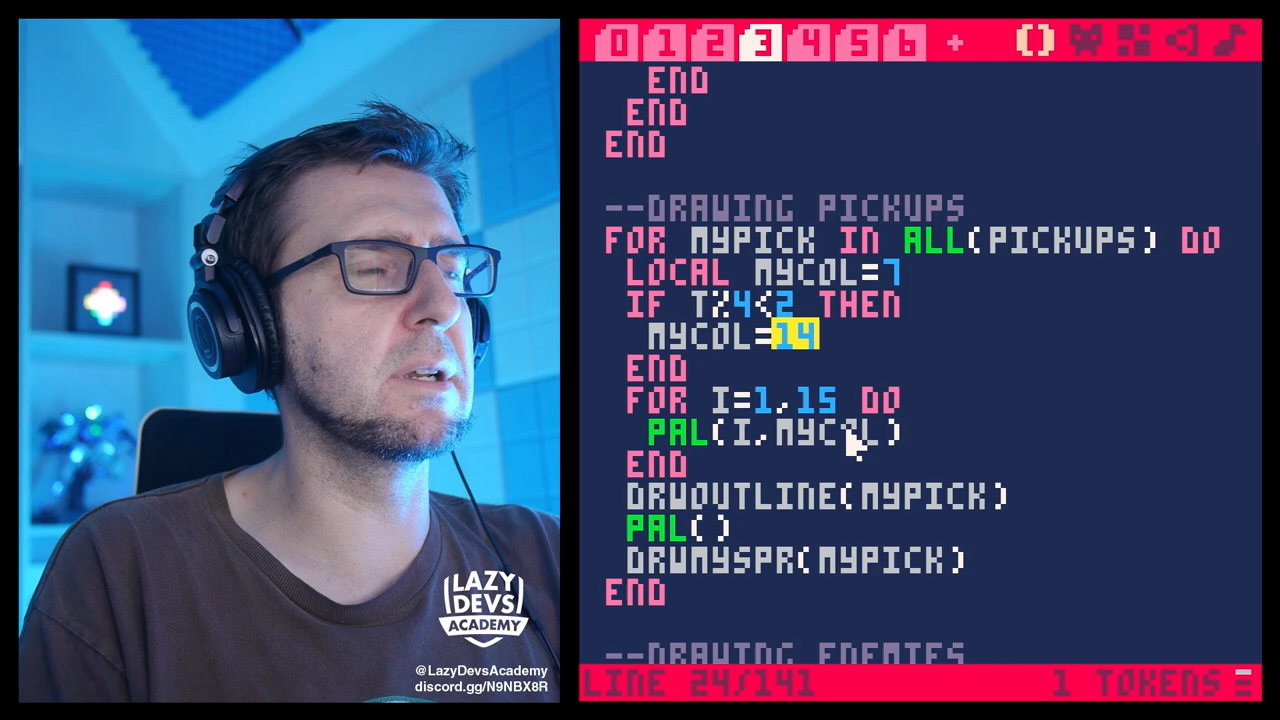 0 1 2 3 4 5 6 + ()
END
END
END
--DRAWING PICKUPS
FOR MYPICK IN ALL(PICKUPS) DO
LOCAL MYCOL=7
IF T%4<2 THEN
MYCOL=14
END
FOR I=1,15 DO
PAL(I,MYCOL)
END
DRWOUTLINE(MYPICK)
PAL()
DRWMYSPR(MYPICK)
END
--DRAWING ENEMIES
LINE 24/141 1 TOKENS
LAZY
DEVS
ACADEMY
@LazyDevsAcademy
discord.gg/N9NBX8R